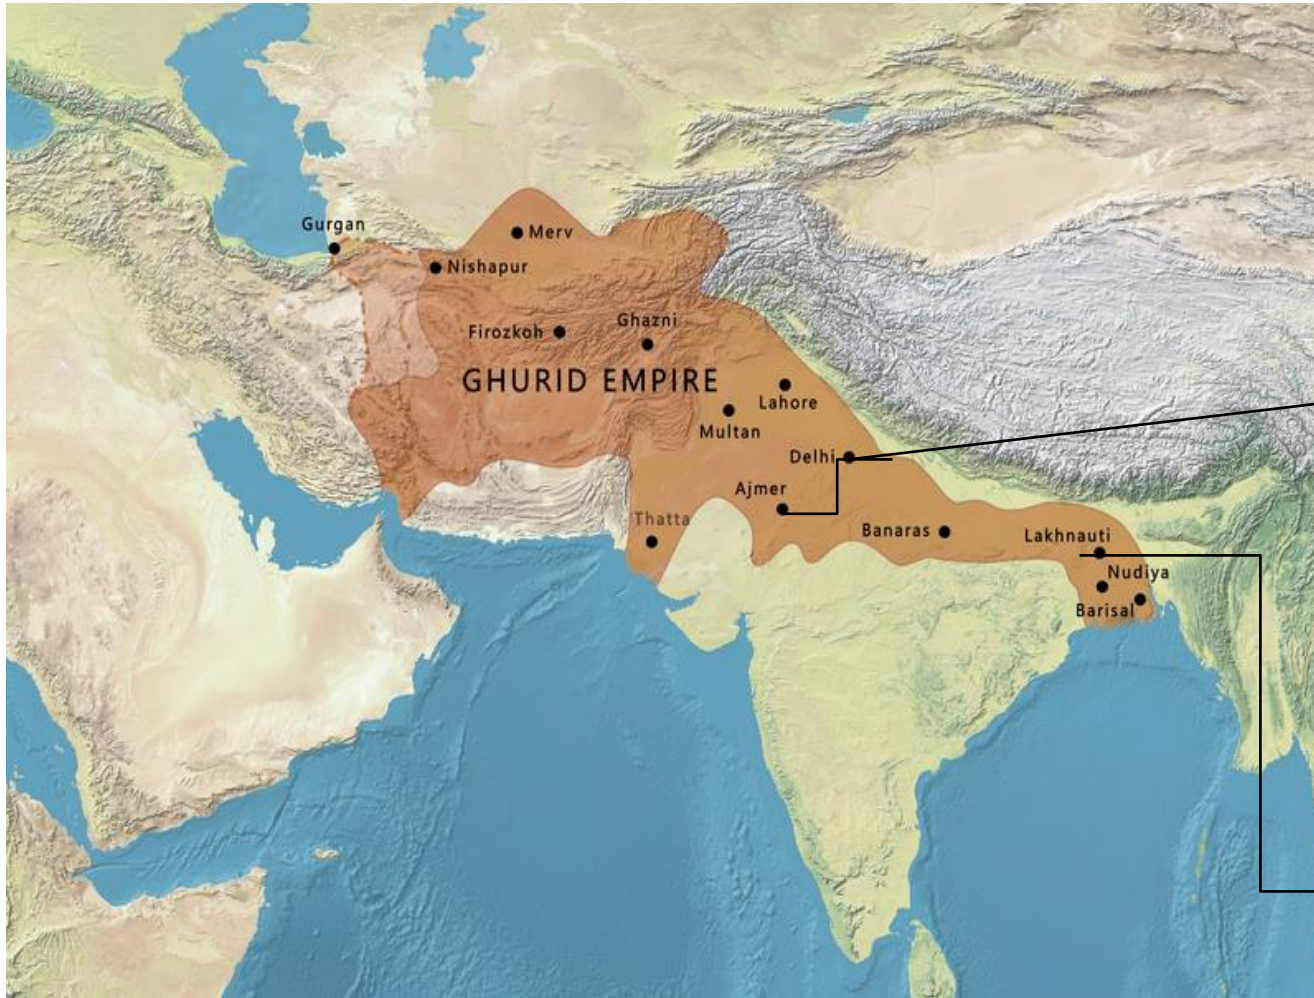 Gurgan
Merv
Nishapur
Ghazni
Firozkoh
GHURID EMPIRE
Lahore
Multan
Delhi
Ajmer
Thatta
Banaras
Lakhnauti
Nudiya
Barisal